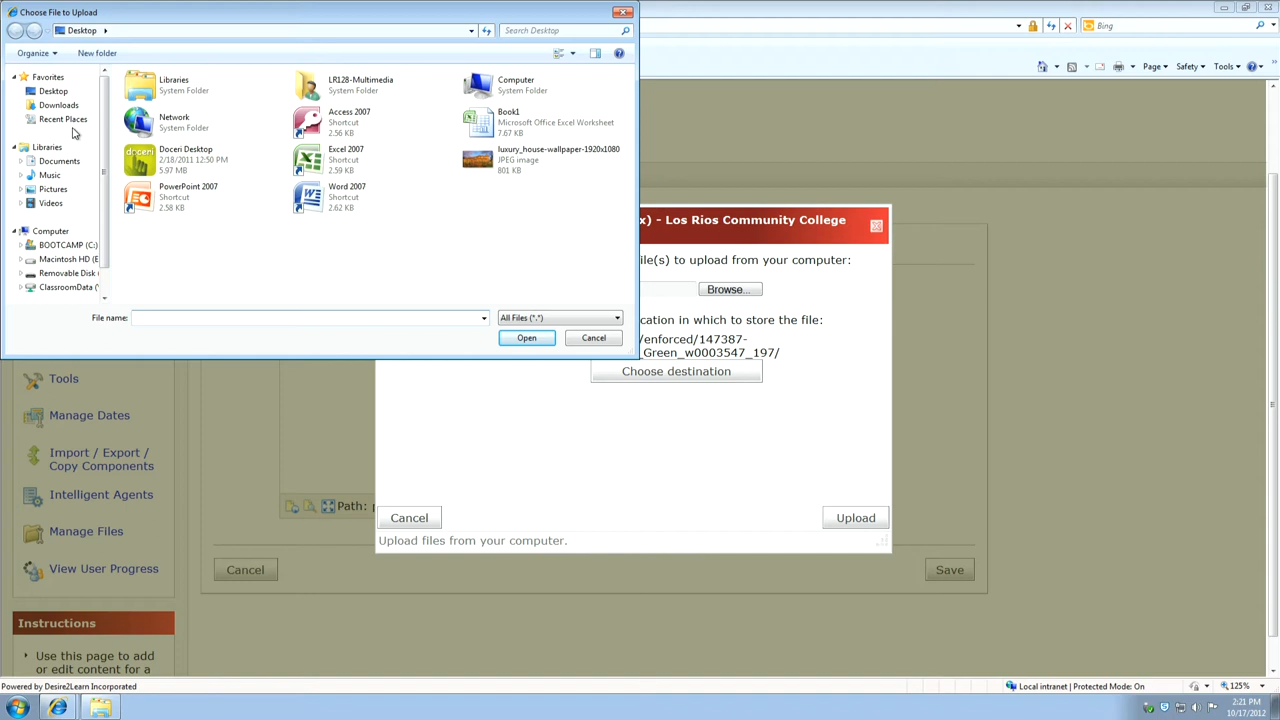 Choose File to Upload
Desktop
Search Desktop
Bing
Organize
New folder
Page
Safety
Tools
Favorites
Desktop
Downloads
Recent Places
Libraries
Documents
Music
Pictures
Videos
Computer
BOOTCAMP (C:)
Macintosh HD (E
Removable Disk
ClassroomData (
Libraries
System Folder
LR128-Multimedia
System Folder
Computer
System Folder
Network
System Folder
Access 2007
Shortcut
2.56 KB
Book1
Microsoft Office Excel Worksheet
7.67 KB
doceri
Doceri Desktop
2/18/2011 12:50 PM
5.97 MB
Excel 2007
Shortcut
2.59 KB
luxury_house-wallpaper-1920x1080
JPEG image
801 KB
PowerPoint 2007
Shortcut
2.58 KB
Word 2007
Shortcut
2.62 KB
File name:
All Files (*.*)
Open
Cancel
x) - Los Rios Community College
ile(s) to upload from your computer:
Browse...
cation in which to store the file:
/enforced/147387-
_Green_w0003547_197/
Choose destination
Cancel
Upload
Upload files from your computer.
Tools
Manage Dates
Import / Export /
Copy Components
Intelligent Agents
Manage Files
View User Progress
Path: p
Cancel
Save
Instructions
Use this page to add
or edit content for a
Powered by Desire2Learn Incorporated
Local intranet | Protected Mode: On
125%
2:21 PM
10/17/2012